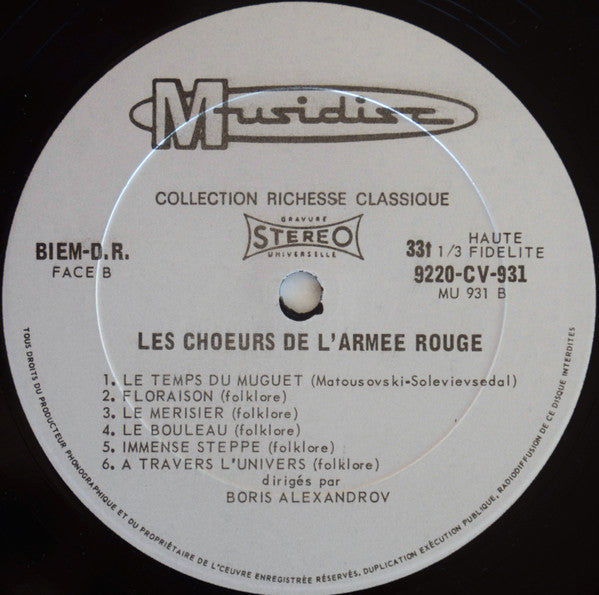 Musidisc
COLLECTION RICHESSE CLASSIQUE
GRAVURE
STEREO
UNIVERSELLE
BIEM-D.R.
FACE B
33t 1/3 HAUTE FIDELITE
9220-CV-931
MU 931 B
LES CHOEURS DE L'ARMEE ROUGE
1. LE TEMPS DU MUGUET (Matousovski-Solevievsedal)
2. FLORAISON (folklore)
3. LE MERISIER (folklore)
4. LE BOULEAU (folklore)
5. IMMENSE STEPPE (folklore)
6. A TRAVERS L'UNIVERS (folklore)
dirigés par
BORIS ALEXANDROV
TOUS DROITS DU PRODUCTEUR PHONOGRAPHIQUE ET DU PROPRIÉTAIRE DE L'ŒUVRE ENREGISTRÉE RÉSERVÉS. DUPLICATION EXÉCUTION PUBLIQUE, RADIODIFFUSION DE CE DISQUE INTERDITES